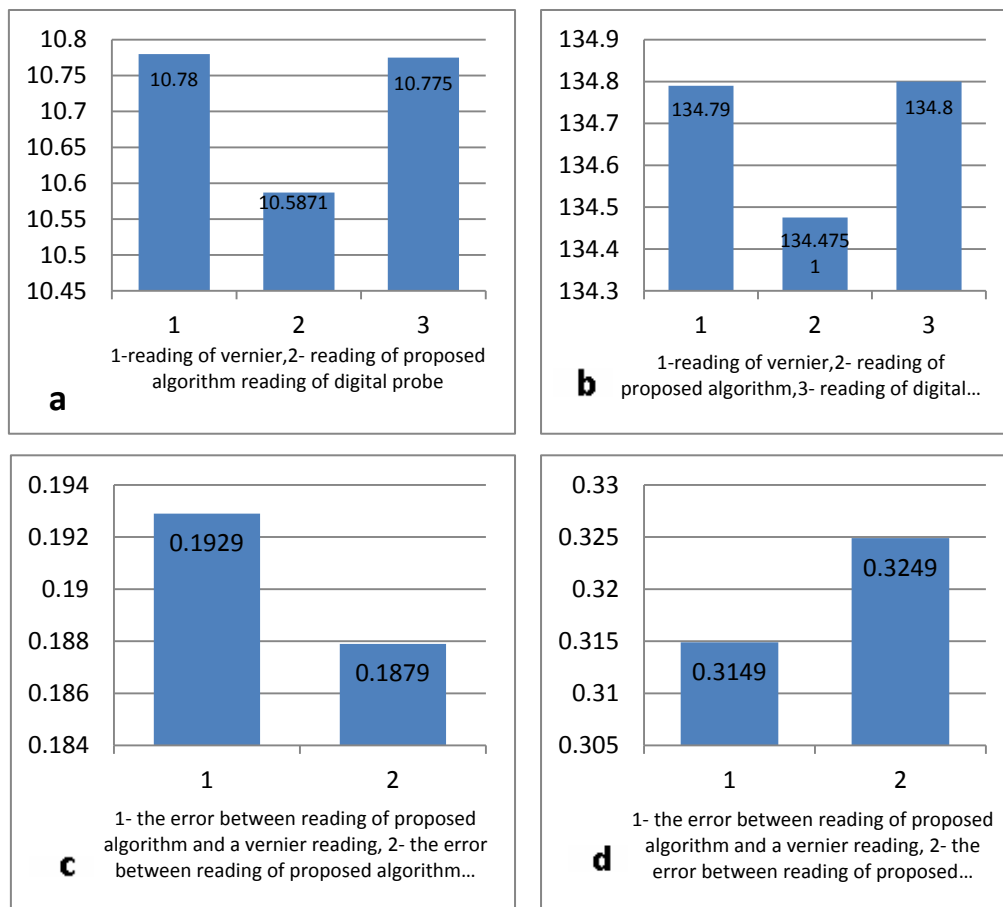 10.8
10.75
10.7
10.65
10.6
10.55
10.5
10.45
10.78
10.5871
10.775
1 2 3
1-reading of vernier,2- reading of proposed
algorithm reading of digital probe
a
134.9
134.8
134.7
134.6
134.5
134.4
134.3
134.79
134.475
1
134.8
1 2 3
1-reading of vernier,2- reading of
proposed algorithm,3- reading of digital...
b
0.194
0.192
0.19
0.188
0.186
0.184
0.1929
0.1879
1 2
1- the error between reading of proposed
algorithm and a vernier reading, 2- the error
between reading of proposed algorithm...
c
0.33
0.325
0.32
0.315
0.31
0.305
0.3149
0.3249
1 2
1- the error between reading of proposed
algorithm and a vernier reading, 2- the
error between reading of proposed...
d